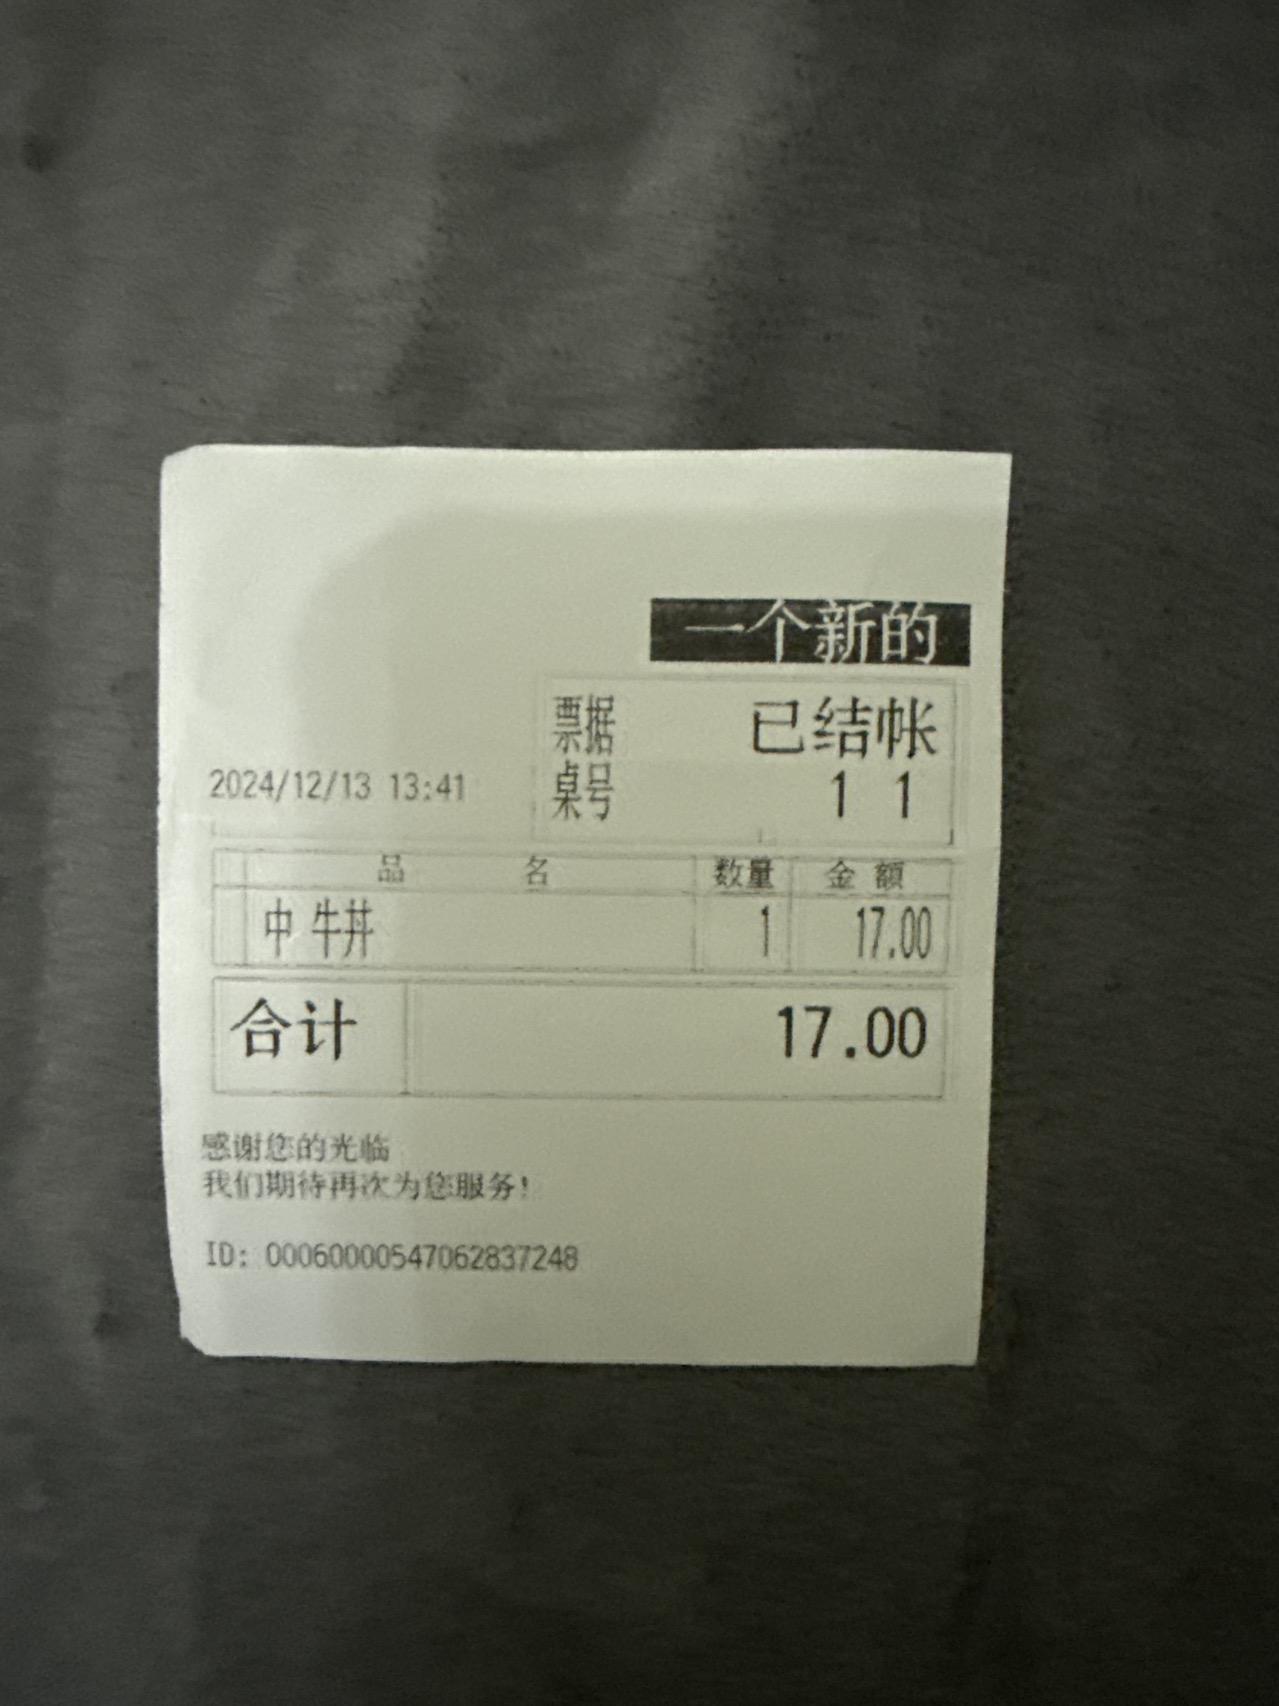 一个新的
票据 已结帐
2024/12/13 13:41 桌号 1 1
品 名 数量 金 额
中 牛丼 1 17.00
合计 17.00
感谢您的光临
我们期待再次为您服务!
ID: 00060000547062837248